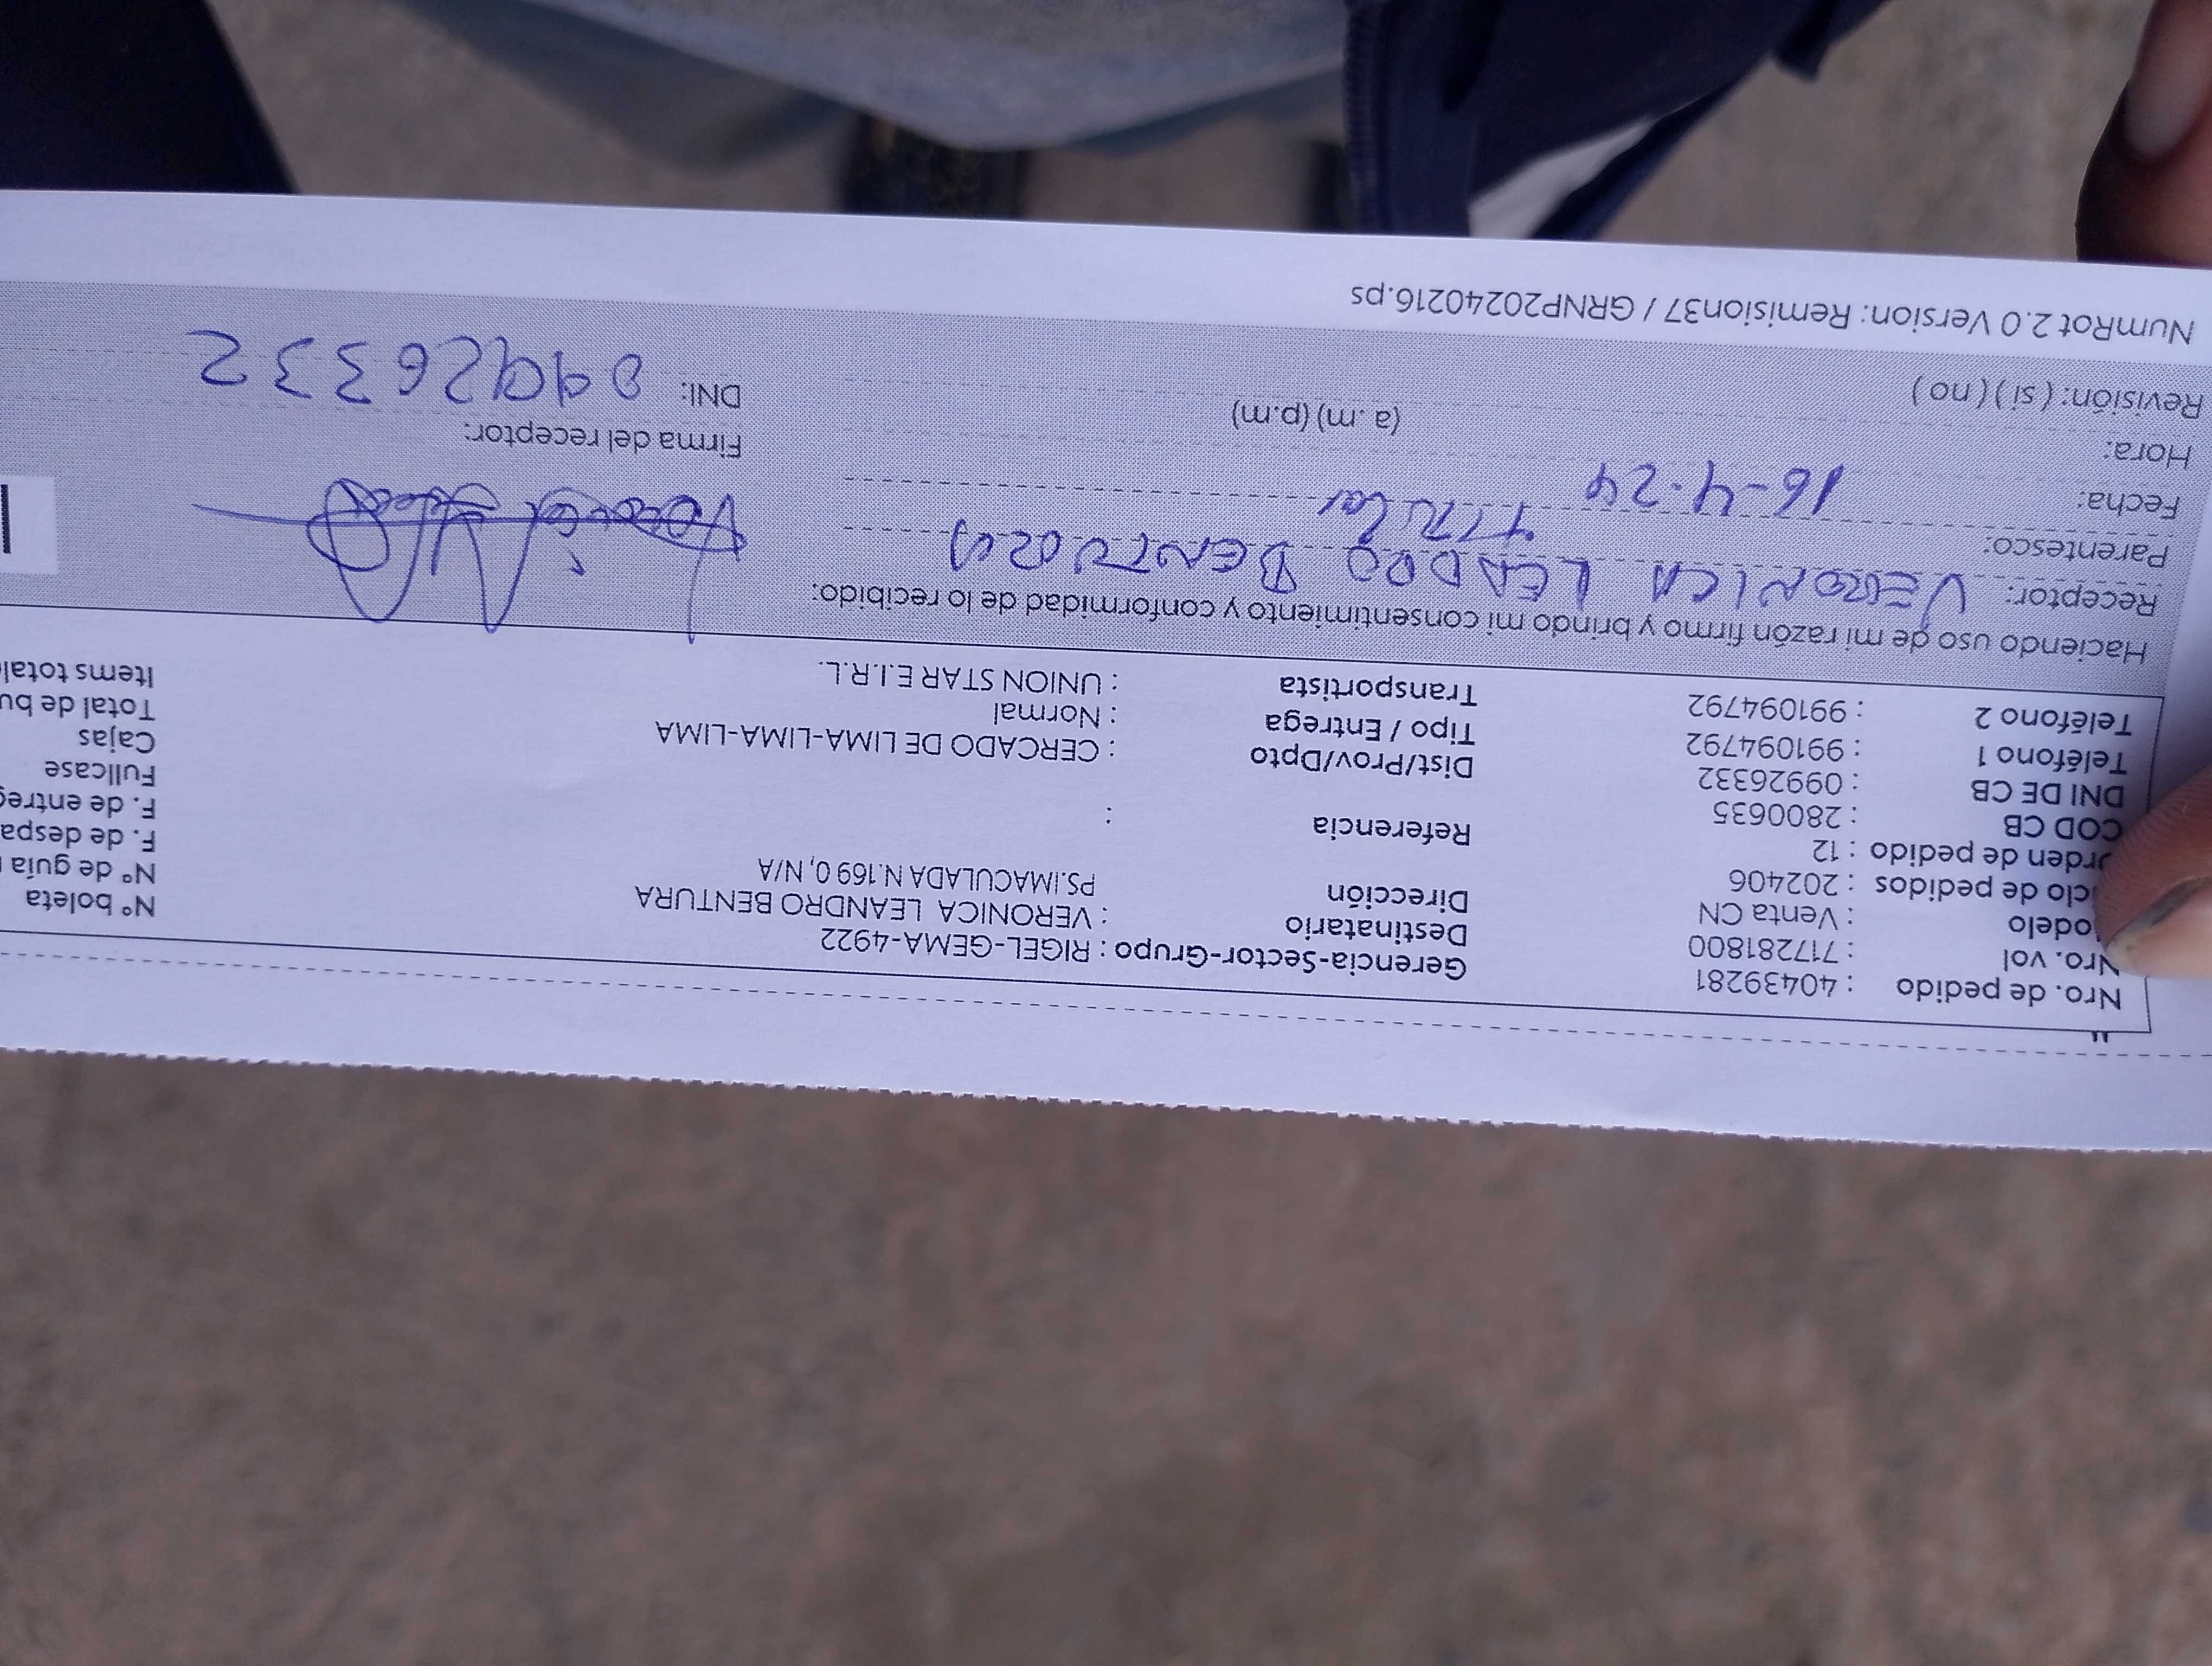 Nro. de pedido : 40439281
Nro. vol : 717281800
odelo : Venta CN
clo de pedidos : 202406
rden de pedido : 12
COD CB : 2800635
DNI DE CB : 09926332
Teléfono 1 : 991094792
Teléfono 2 : 991094792
Gerencia-Sector-Grupo : RIGEL-GEMA-4922
Destinatario : VERONICA LEANDRO BENTURA
Dirección PS.IMACULADA N.169 0, N/A
Referencia :
Dist/Prov/Dpto : CERCADO DE LIMA-LIMA-LIMA
Tipo / Entrega : Normal
Transportista : UNION STAR E.I.R.L.
N° boleta
N° de guía
F. de despa
F. de entreg
Fullcase
Cajas
Total de bu
Items totale
Haciendo uso de mi razón firmo y brindo mi consentimiento y conformidad de lo recibido:
Receptor: VERONICA LEADRO
Parentesco: TITULAR
Fecha: 16-4-24
Hora: (a. m) (p.m)
Revisión: ( si ) ( no )
Firma del receptor:
DNI: 09926332
NumRot 2.0 Version: Remision37 / GRNP20240216.ps